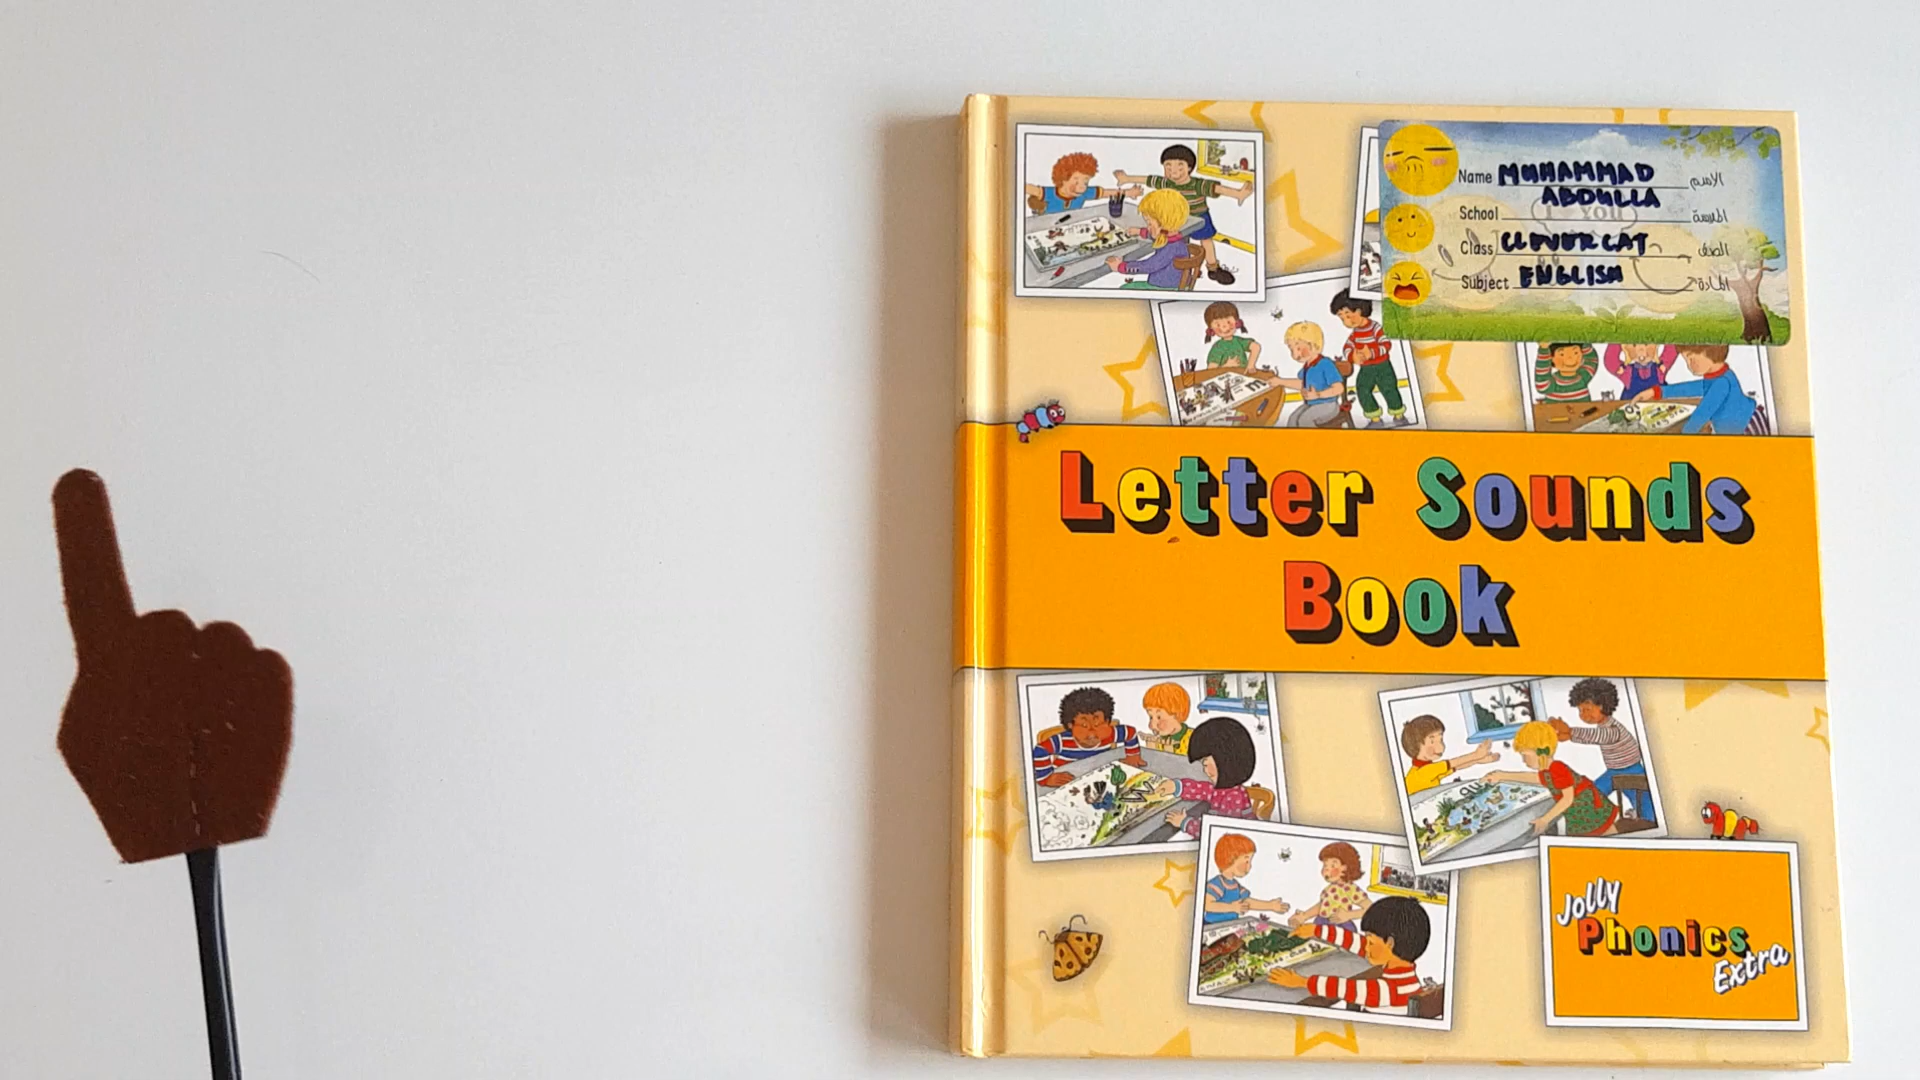 Name MUHAMMAD الاسم
ABDULLA
School المدرسة
Class CLEVER CAT الصف
Subject ENGLISH المادة
Letter Sounds
Book
Jolly
Phonics
Extra